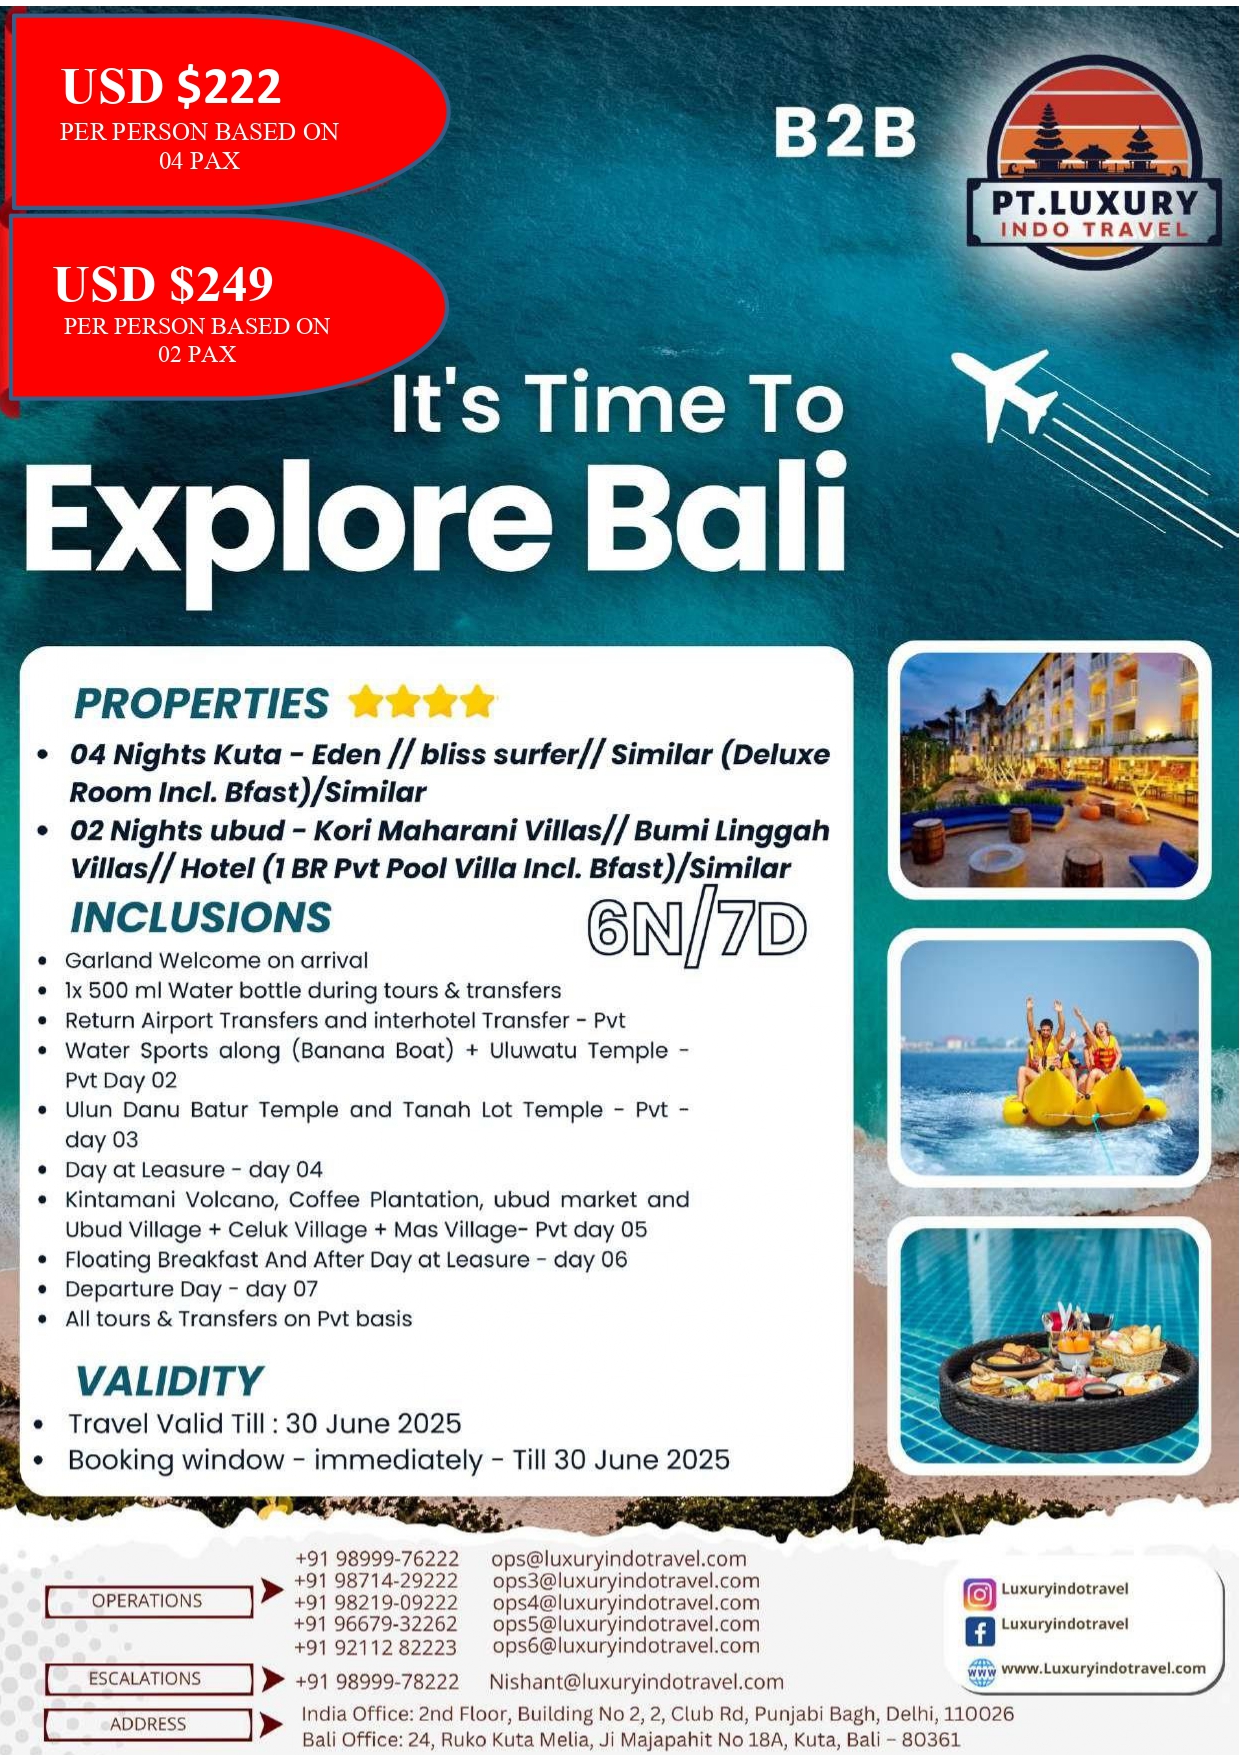 USD $222
PER PERSON BASED ON
04 PAX
B2B
PT.LUXURY
INDO TRAVEL
USD $249
PER PERSON BASED ON
02 PAX
It's Time To
Explore Bali
PROPERTIES
• 04 Nights Kuta - Eden // bliss surfer// Similar (Deluxe
Room Incl. Bfast)/Similar
• 02 Nights ubud - Kori Maharani Villas// Bumi Linggah
Villas// Hotel (1 BR Pvt Pool Villa Incl. Bfast)/Similar
INCLUSIONS
6N/7D
• Garland Welcome on arrival
• 1x 500 ml Water bottle during tours & transfers
• Return Airport Transfers and interhotel Transfer - Pvt
• Water Sports along (Banana Boat) + Uluwatu Temple -
Pvt Day 02
• Ulun Danu Batur Temple and Tanah Lot Temple - Pvt -
day 03
• Day at Leasure - day 04
• Kintamani Volcano, Coffee Plantation, ubud market and
Ubud Village + Celuk Village + Mas Village- Pvt day 05
• Floating Breakfast And After Day at Leasure - day 06
• Departure Day - day 07
• All tours & Transfers on Pvt basis
VALIDITY
• Travel Valid Till : 30 June 2025
• Booking window - immediately - Till 30 June 2025
OPERATIONS
+91 98999-76222 ops@luxuryindotravel.com
+91 98714-29222 ops3@luxuryindotravel.com
+91 98219-09222 ops4@luxuryindotravel.com
+91 96679-32262 ops5@luxuryindotravel.com
+91 92112 82223 ops6@luxuryindotravel.com
ESCALATIONS
+91 98999-78222 Nishant@luxuryindotravel.com
ADDRESS
India Office: 2nd Floor, Building No 2, 2, Club Rd, Punjabi Bagh, Delhi, 110026
Bali Office: 24, Ruko Kuta Melia, Ji Majapahit No 18A, Kuta, Bali – 80361
Luxuryindotravel
Luxuryindotravel
www
www.Luxuryindotravel.com